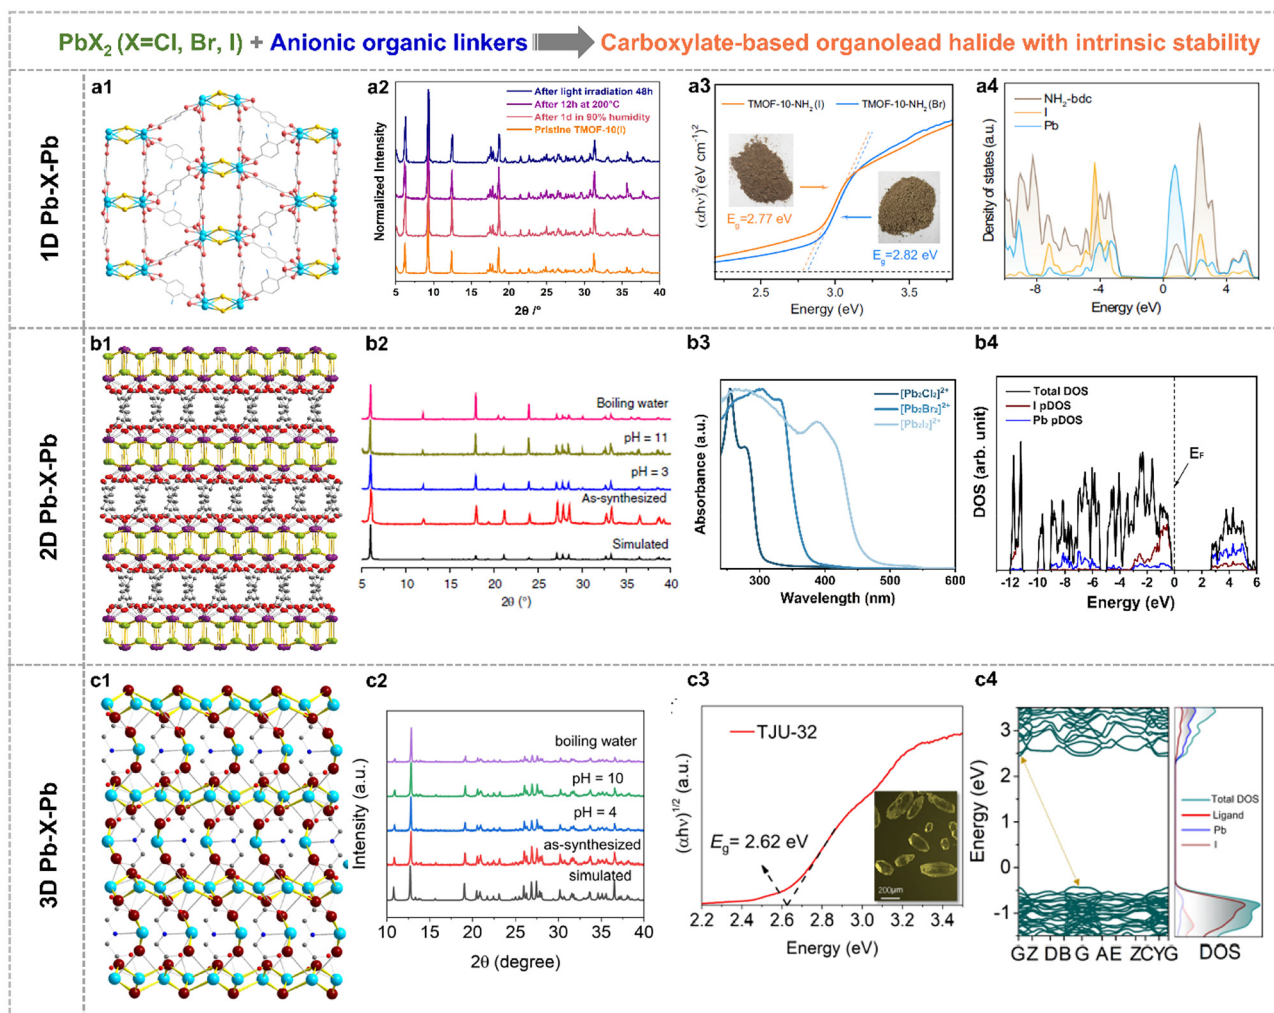 PbX2 (X=Cl, Br, I) + Anionic organic linkers Carboxylate-based organolead halide with intrinsic stability
1D Pb-X-Pb
a1
a2
Normalized Intensity
After light irradiation 48h
After 12h at 200°C
After 1d in 90% humidity
Pristine TMOF-10(I)
5 10 15 20 25 30 35 40
2θ /°
a3
(αhν)² (eV cm⁻¹)²
TMOF-10-NH2(I) TMOF-10-NH2(Br)
Eg=2.77 eV
Eg=2.82 eV
2.5 3.0 3.5
Energy (eV)
a4
Density of states (a.u.)
NH2-bdc
I
Pb
-8 -4 0 4
Energy (eV)
2D Pb-X-Pb
b1
b2
Boiling water
pH = 11
pH = 3
As-synthesized
Simulated
5 10 15 20 25 30 35 40
2θ (°)
b3
Absorbance (a.u.)
[Pb2Cl2]²⁺
[Pb2Br2]²⁺
[Pb2I2]²⁺
300 400 500 600
Wavelength (nm)
b4
DOS (arb. unit)
Total DOS
I pDOS
Pb pDOS
EF
-12 -10 -8 -6 -4 -2 0 2 4 6
Energy (eV)
3D Pb-X-Pb
c1
c2
Intensity (a.u.)
boiling water
pH = 10
pH = 4
as-synthesized
simulated
10 15 20 25 30 35 40
2θ (degree)
c3
(αhν)^1/2 (a.u.)
TJU-32
Eg= 2.62 eV
200μm
2.2 2.4 2.6 2.8 3.0 3.2 3.4
Energy (eV)
c4
Energy (eV)
3
2
1
0
-1
Total DOS
Ligand
Pb
I
GZ DB G AE ZCYG
DOS